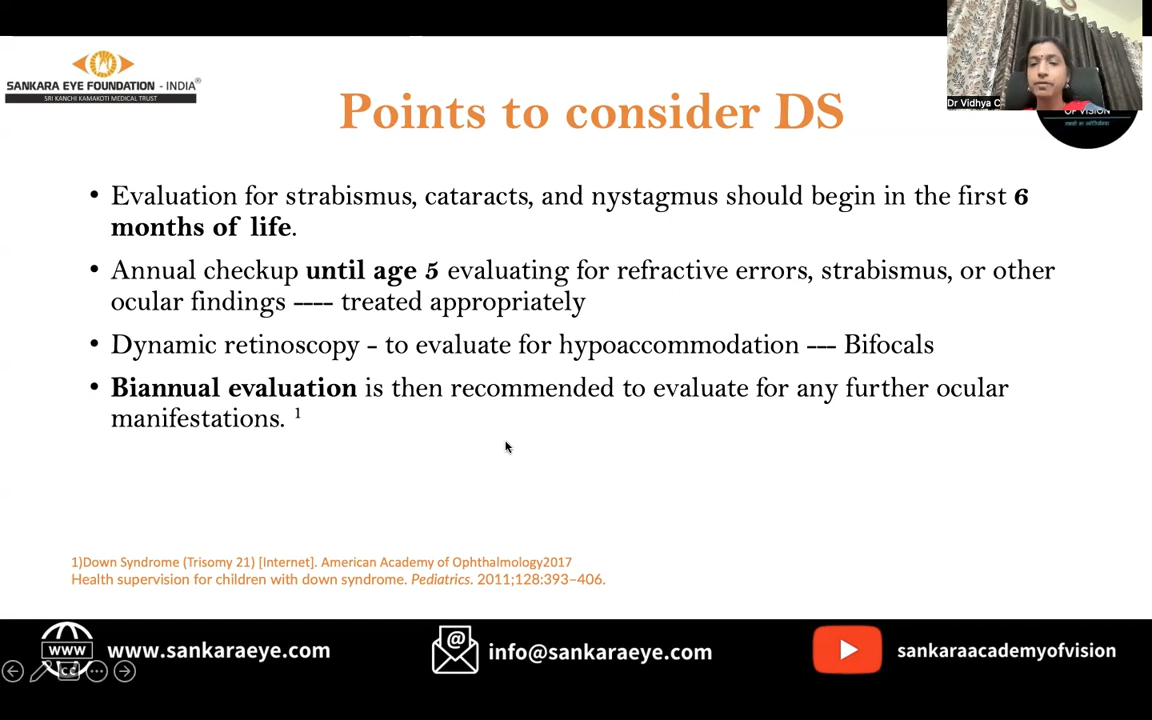 SANKARA EYE FOUNDATION - INDIA®
SRI KANCHI KAMAKOTI MEDICAL TRUST
Dr Vidhya C
OF VISION
Points to consider DS
• Evaluation for strabismus, cataracts, and nystagmus should begin in the first 6
months of life.
• Annual checkup until age 5 evaluating for refractive errors, strabismus, or other
ocular findings ---- treated appropriately
• Dynamic retinoscopy - to evaluate for hypoaccommodation --- Bifocals
• Biannual evaluation is then recommended to evaluate for any further ocular
manifestations. 1
1)Down Syndrome (Trisomy 21) [Internet]. American Academy of Ophthalmology2017
Health supervision for children with down syndrome. Pediatrics. 2011;128:393–406.
WWW
www.sankaraeye.com
@
info@sankaraeye.com
sankaraacademyofvision
CC